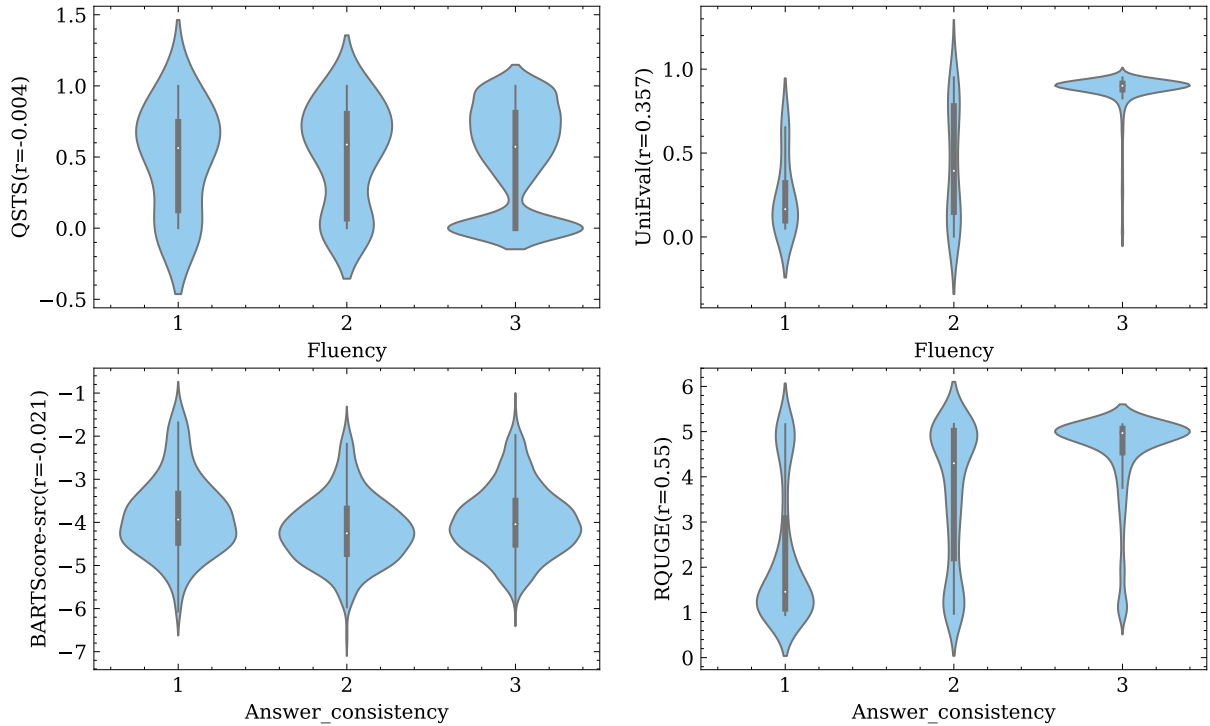 QSTS(r=-0.004)
1.5
1.0
0.5
0.0
−0.5
1 2 3
Fluency
UniEval(r=0.357)
1.0
0.5
0.0
1 2 3
Fluency
BARTScore-src(r=-0.021)
−1
−2
−3
−4
−5
−6
−7
1 2 3
Answer_consistency
RQUGE(r=0.55)
6
5
4
3
2
1
0
1 2 3
Answer_consistency